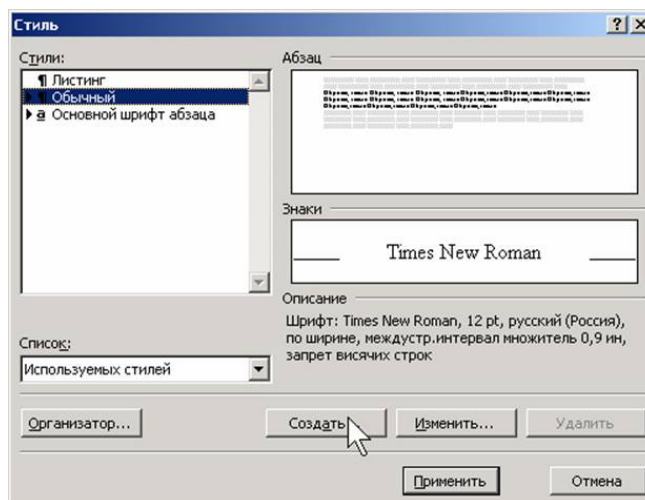 Стиль
Стили:
¶ Листинг
¶ Обычный
a Основной шрифт абзаца
Список:
Используемых стилей
Абзац
Знаки
Times New Roman
Описание
Шрифт: Times New Roman, 12 pt, русский (Россия),
по ширине, междустр.интервал множитель 0,9 ин,
запрет висячих строк
Организатор...
Создать
Изменить...
Удалить
Применить
Отмена